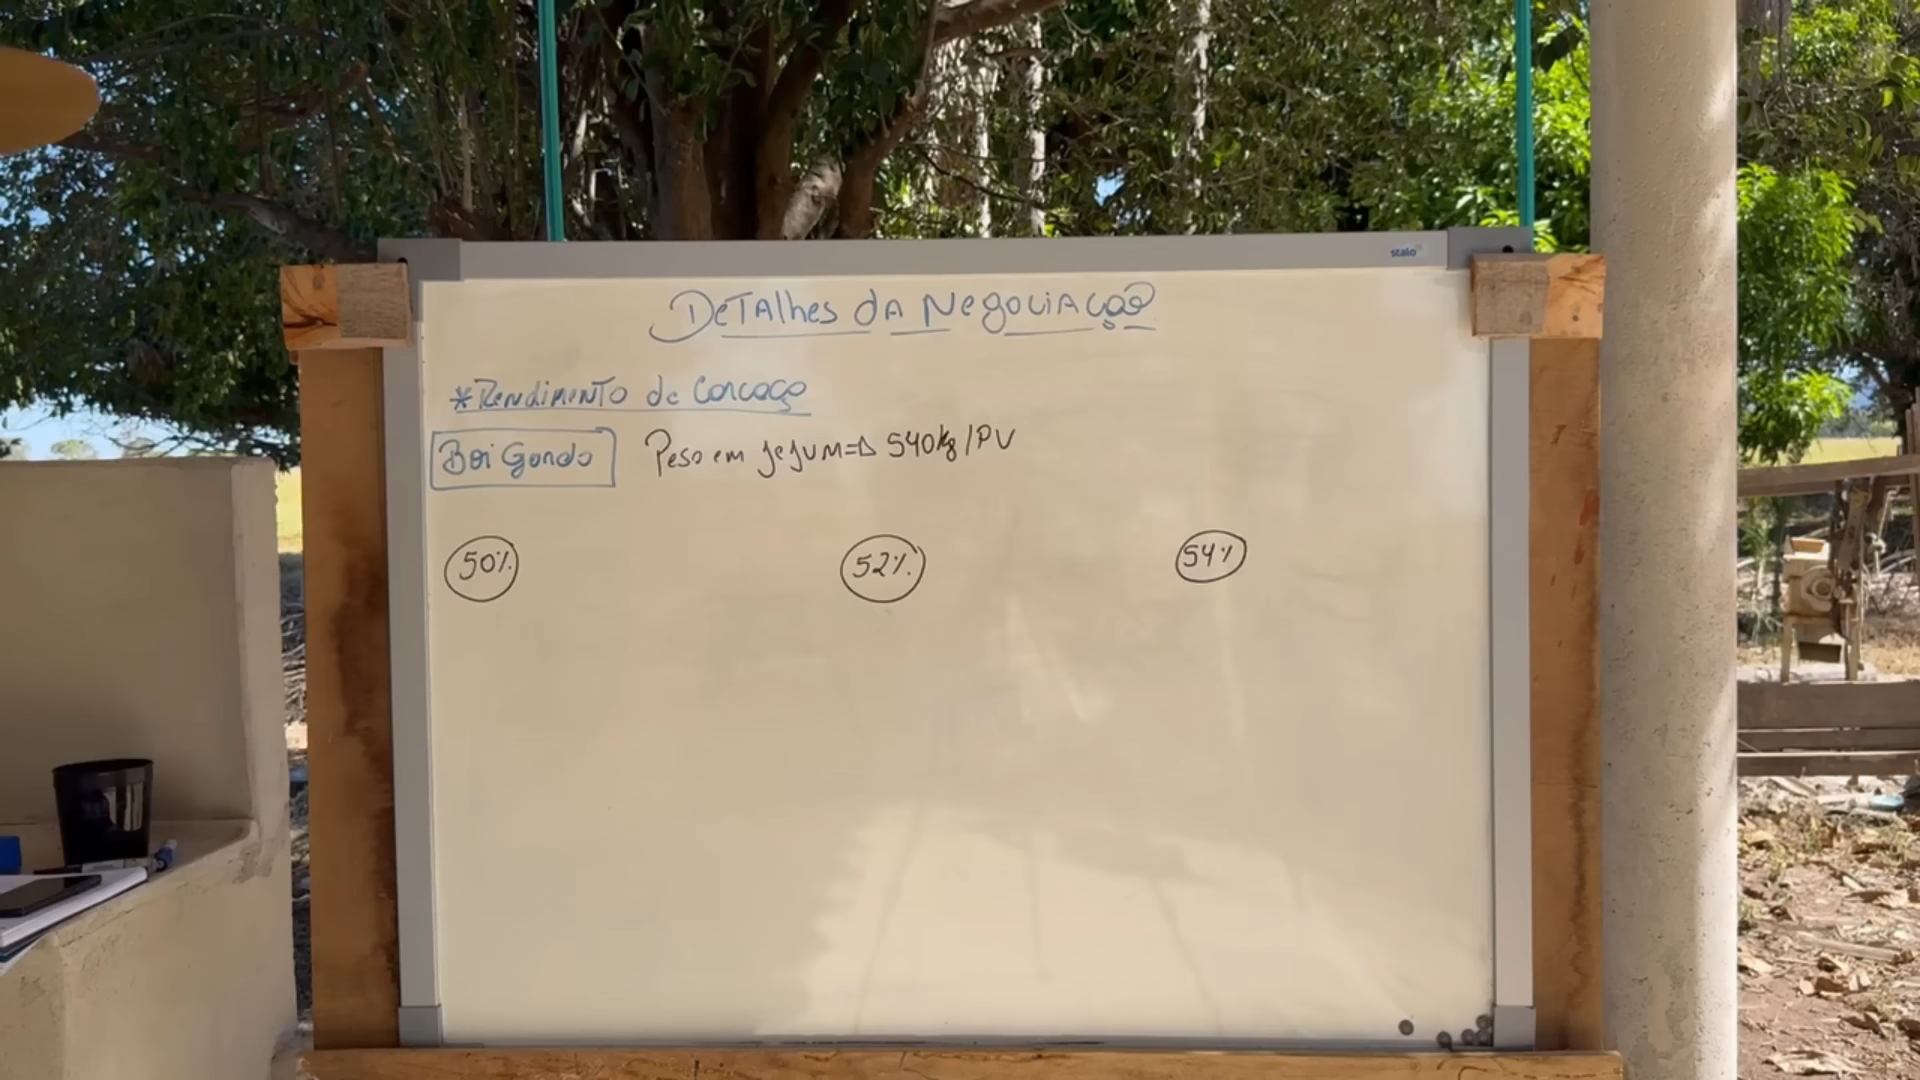 stalo
Detalhes da Negociação
*Rendimento de Carcaça
Boi Gordo Peso em jejum=Δ 540kg/PV
50% 52% 54%